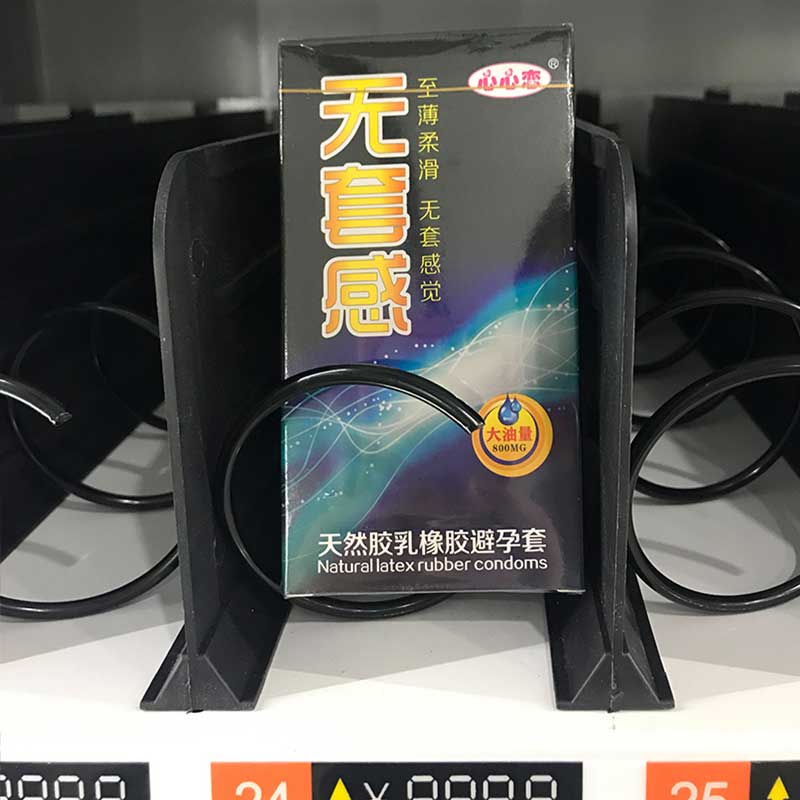 心心恋®
无套感
至薄柔滑 无套感觉
大油量
800MG
天然胶乳橡胶避孕套
Natural latex rubber condoms
24
25